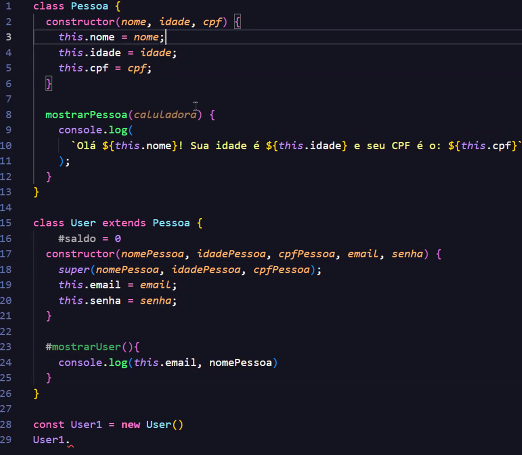 1 class Pessoa {
2 constructor(nome, idade, cpf) {
3 this.nome = nome;
4 this.idade = idade;
5 this.cpf = cpf;
6 }
7
8 mostrarPessoa(caluladora) {
9 console.log(
10 `Olá ${this.nome}! Sua idade é ${this.idade} e seu CPF é o: ${this.cpf}`
11 );
12 }
13 }
14
15 class User extends Pessoa {
16 #saldo = 0
17 constructor(nomePessoa, idadePessoa, cpfPessoa, email, senha) {
18 super(nomePessoa, idadePessoa, cpfPessoa);
19 this.email = email;
20 this.senha = senha;
21 }
22
23 #mostrarUser(){
24 console.log(this.email, nomePessoa)
25 }
26 }
27
28 const User1 = new User()
29 User1.